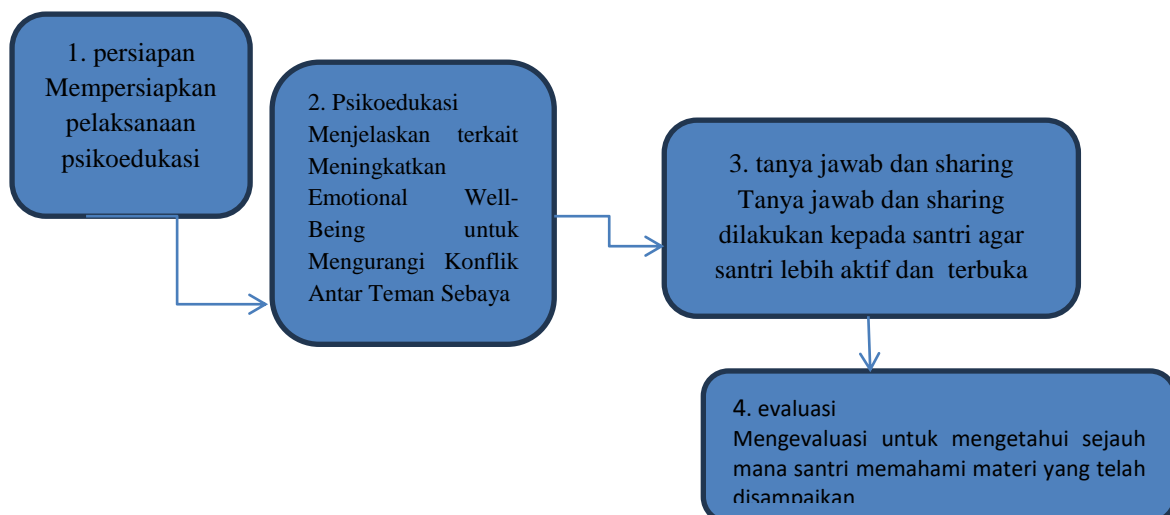 1. persiapan
Mempersiapkan
pelaksanaan
psikoedukasi
2. Psikoedukasi
Menjelaskan terkait
Meningkatkan
Emotional Well-
Being untuk
Mengurangi Konflik
Antar Teman Sebaya
3. tanya jawab dan sharing
Tanya jawab dan sharing
dilakukan kepada santri agar
santri lebih aktif dan terbuka
4. evaluasi
Mengevaluasi untuk mengetahui sejauh
mana santri memahami materi yang telah
disampaikan